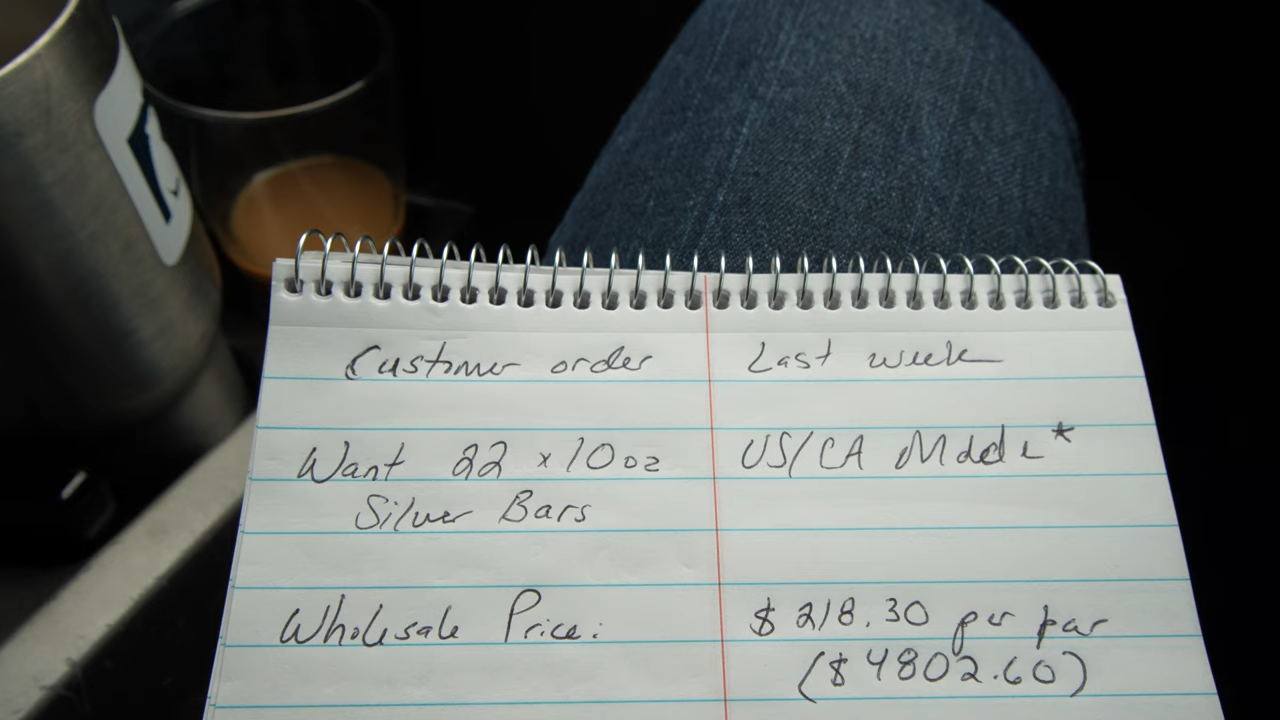 Customer order
Last week
Want 22 x 10oz
Silver Bars
US/CA Made*
Wholesale Price:
$218.30 per bar
($4802.60)